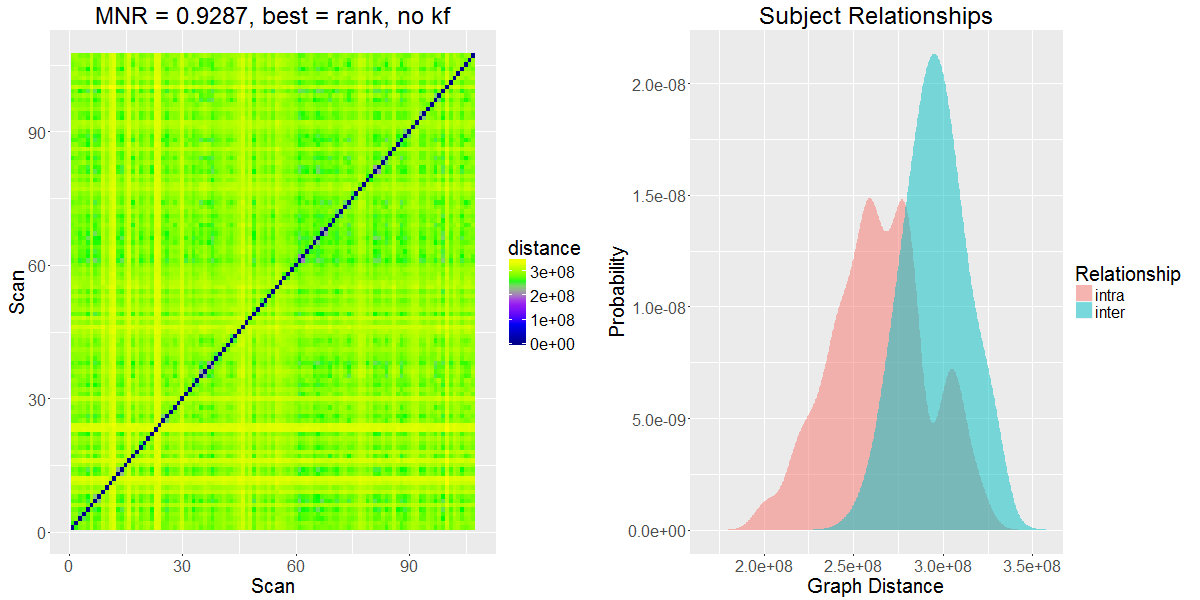 MNR = 0.9287, best = rank, no kf
Scan
90
60
30
0
0 30 60 90
Scan
distance
3e+08
2e+08
1e+08
0e+00
Subject Relationships
Probability
2.0e-08
1.5e-08
1.0e-08
5.0e-09
0.0e+00
2.0e+08 2.5e+08 3.0e+08 3.5e+08
Graph Distance
Relationship
intra
inter